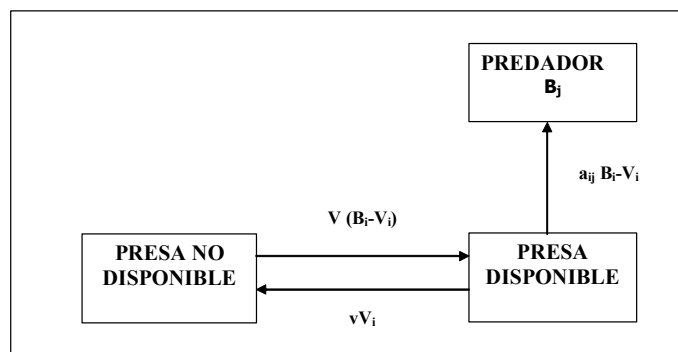 PREDADOR
Bj
aij Bi-Vi
V (Bi-Vi)
PRESA NO
DISPONIBLE
PRESA
DISPONIBLE
vVi